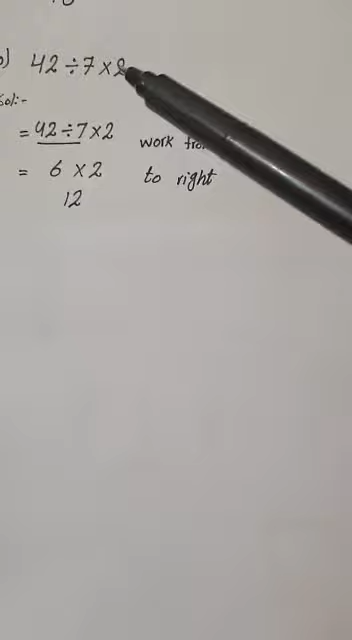 42 ÷ 7 × 2
Sol:-
= 42 ÷ 7 × 2 work
= 6 × 2 to right
12